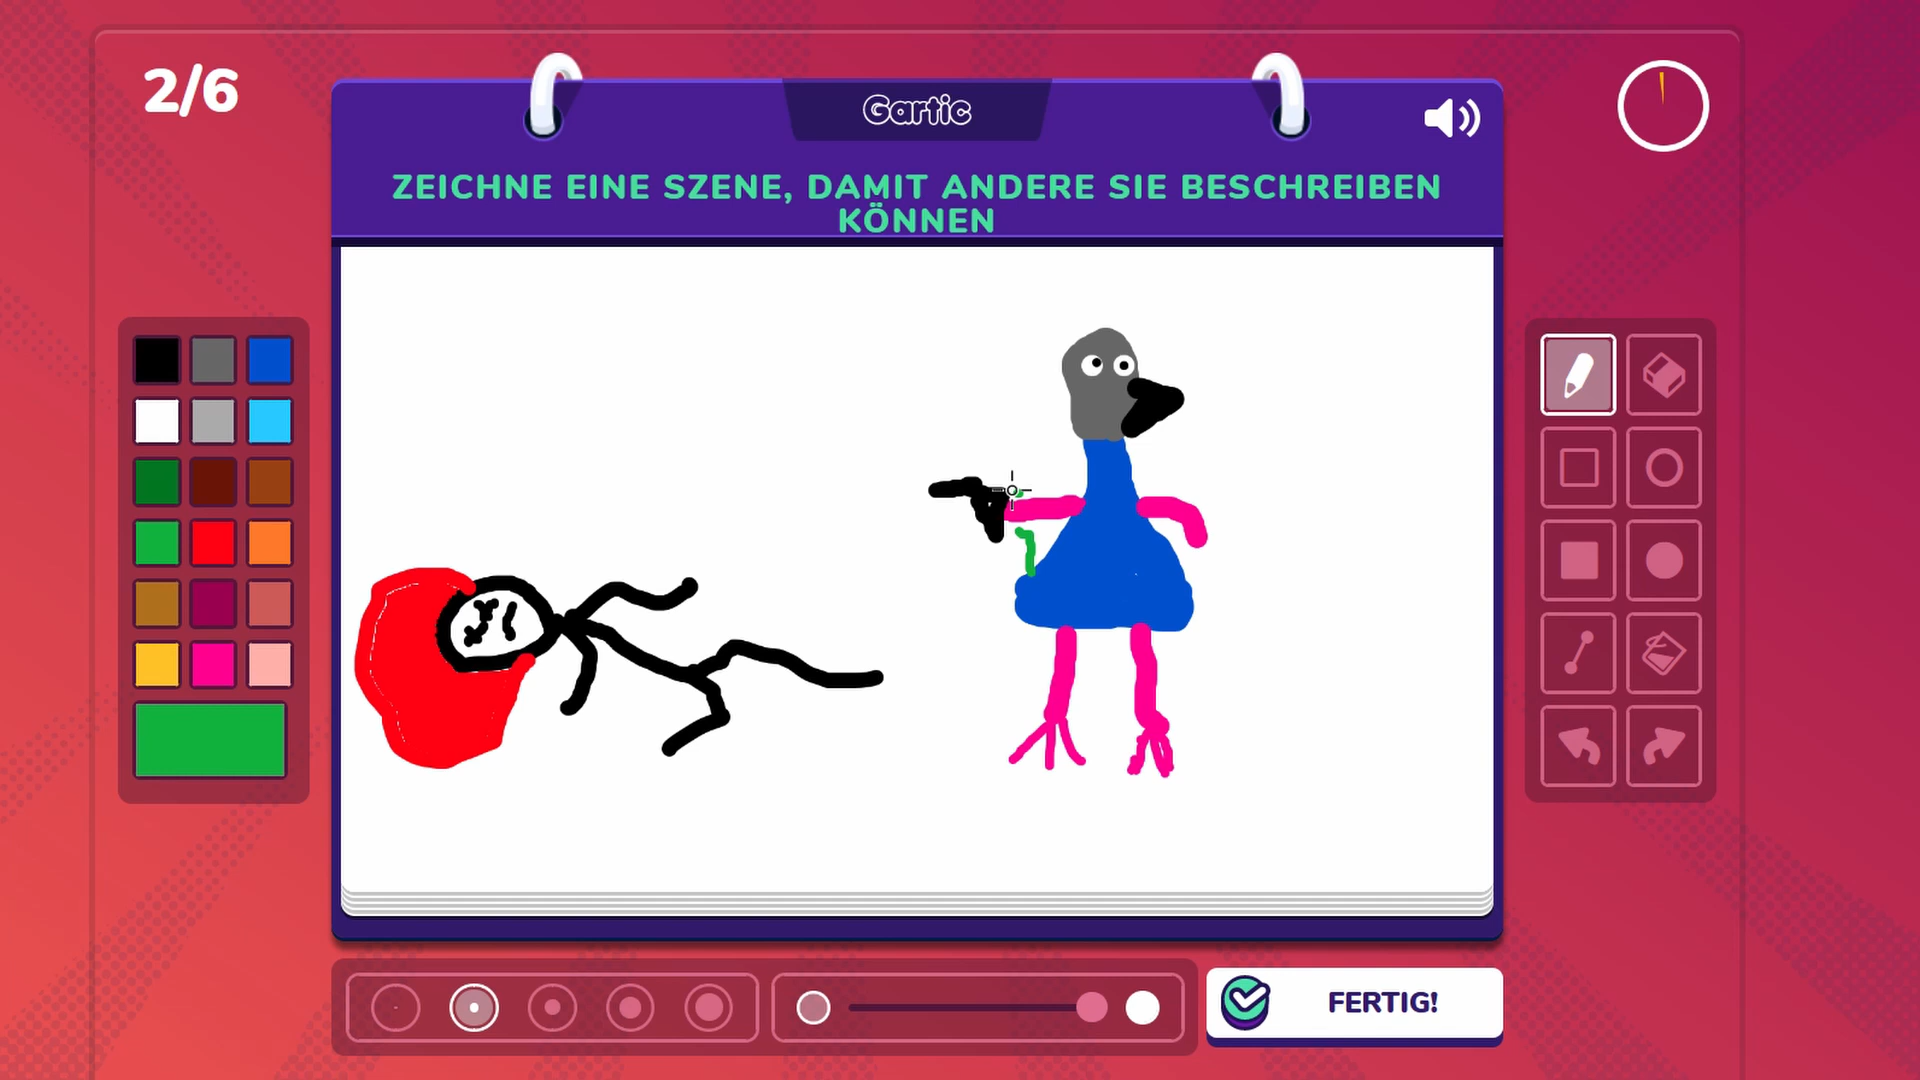 2/6
Gartic
ZEICHNE EINE SZENE, DAMIT ANDERE SIE BESCHREIBEN
KÖNNEN
FERTIG!